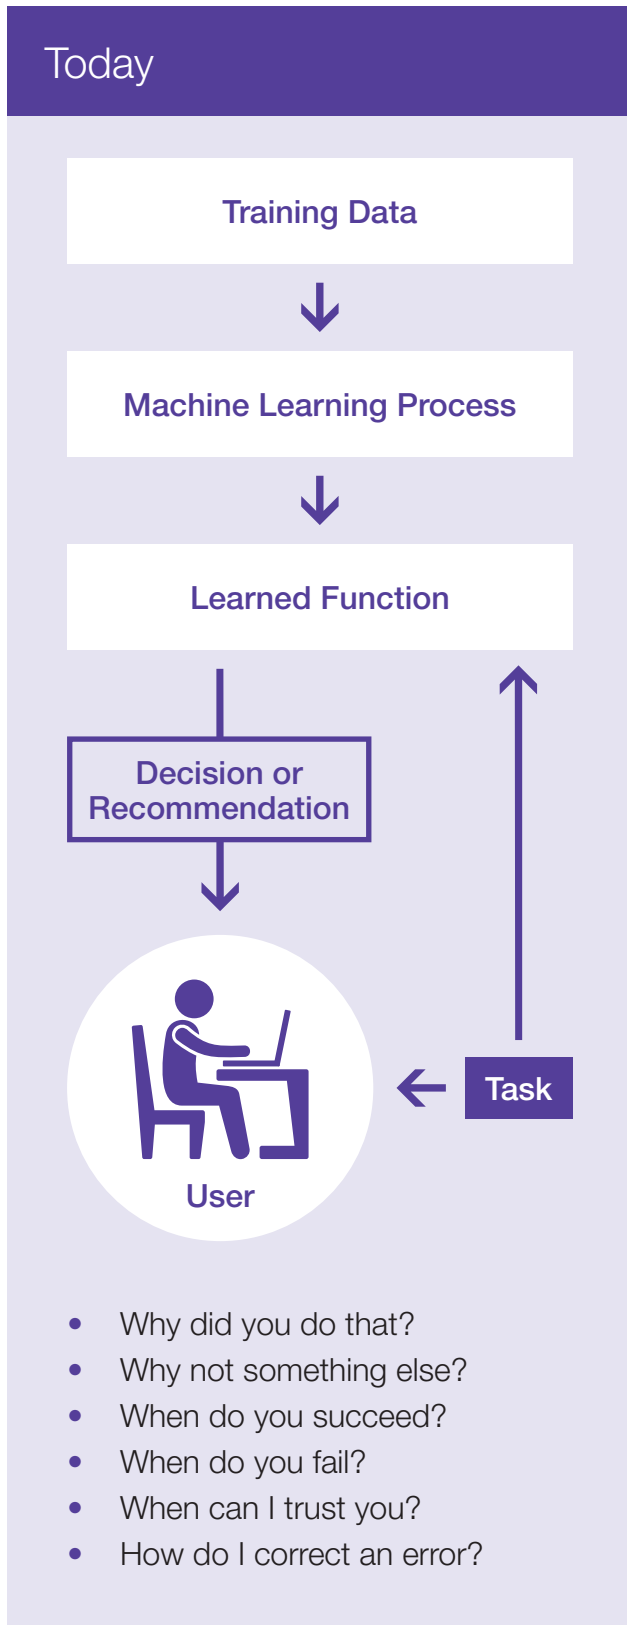 Today
Training Data
Machine Learning Process
Learned Function
Decision or
Recommendation
Task
User
• Why did you do that?
• Why not something else?
• When do you succeed?
• When do you fail?
• When can I trust you?
• How do I correct an error?